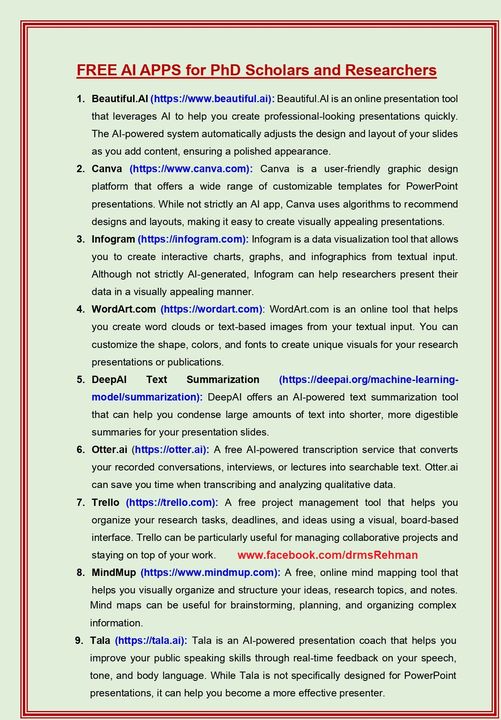 FREE AI APPS for PhD Scholars and Researchers
1. Beautiful.AI (https://www.beautiful.ai): Beautiful.AI is an online presentation tool
that leverages AI to help you create professional-looking presentations quickly.
The AI-powered system automatically adjusts the design and layout of your slides
as you add content, ensuring a polished appearance.
2. Canva (https://www.canva.com): Canva is a user-friendly graphic design
platform that offers a wide range of customizable templates for PowerPoint
presentations. While not strictly an AI app, Canva uses algorithms to recommend
designs and layouts, making it easy to create visually appealing presentations.
3. Infogram (https://infogram.com): Infogram is a data visualization tool that allows
you to create interactive charts, graphs, and infographics from textual input.
Although not strictly AI-generated, Infogram can help researchers present their
data in a visually appealing manner.
4. WordArt.com (https://wordart.com): WordArt.com is an online tool that helps
you create word clouds or text-based images from your textual input. You can
customize the shape, colors, and fonts to create unique visuals for your research
presentations or publications.
5. DeepAI Text Summarization (https://deepai.org/machine-learning-
model/summarization): DeepAI offers an AI-powered text summarization tool
that can help you condense large amounts of text into shorter, more digestible
summaries for your presentation slides.
6. Otter.ai (https://otter.ai): A free AI-powered transcription service that converts
your recorded conversations, interviews, or lectures into searchable text. Otter.ai
can save you time when transcribing and analyzing qualitative data.
7. Trello (https://trello.com): A free project management tool that helps you
organize your research tasks, deadlines, and ideas using a visual, board-based
interface. Trello can be particularly useful for managing collaborative projects and
staying on top of your work. www.facebook.com/drmsRehman
8. MindMup (https://www.mindmup.com): A free, online mind mapping tool that
helps you visually organize and structure your ideas, research topics, and notes.
Mind maps can be useful for brainstorming, planning, and organizing complex
information.
9. Tala (https://tala.ai): Tala is an AI-powered presentation coach that helps you
improve your public speaking skills through real-time feedback on your speech,
tone, and body language. While Tala is not specifically designed for PowerPoint
presentations, it can help you become a more effective presenter.